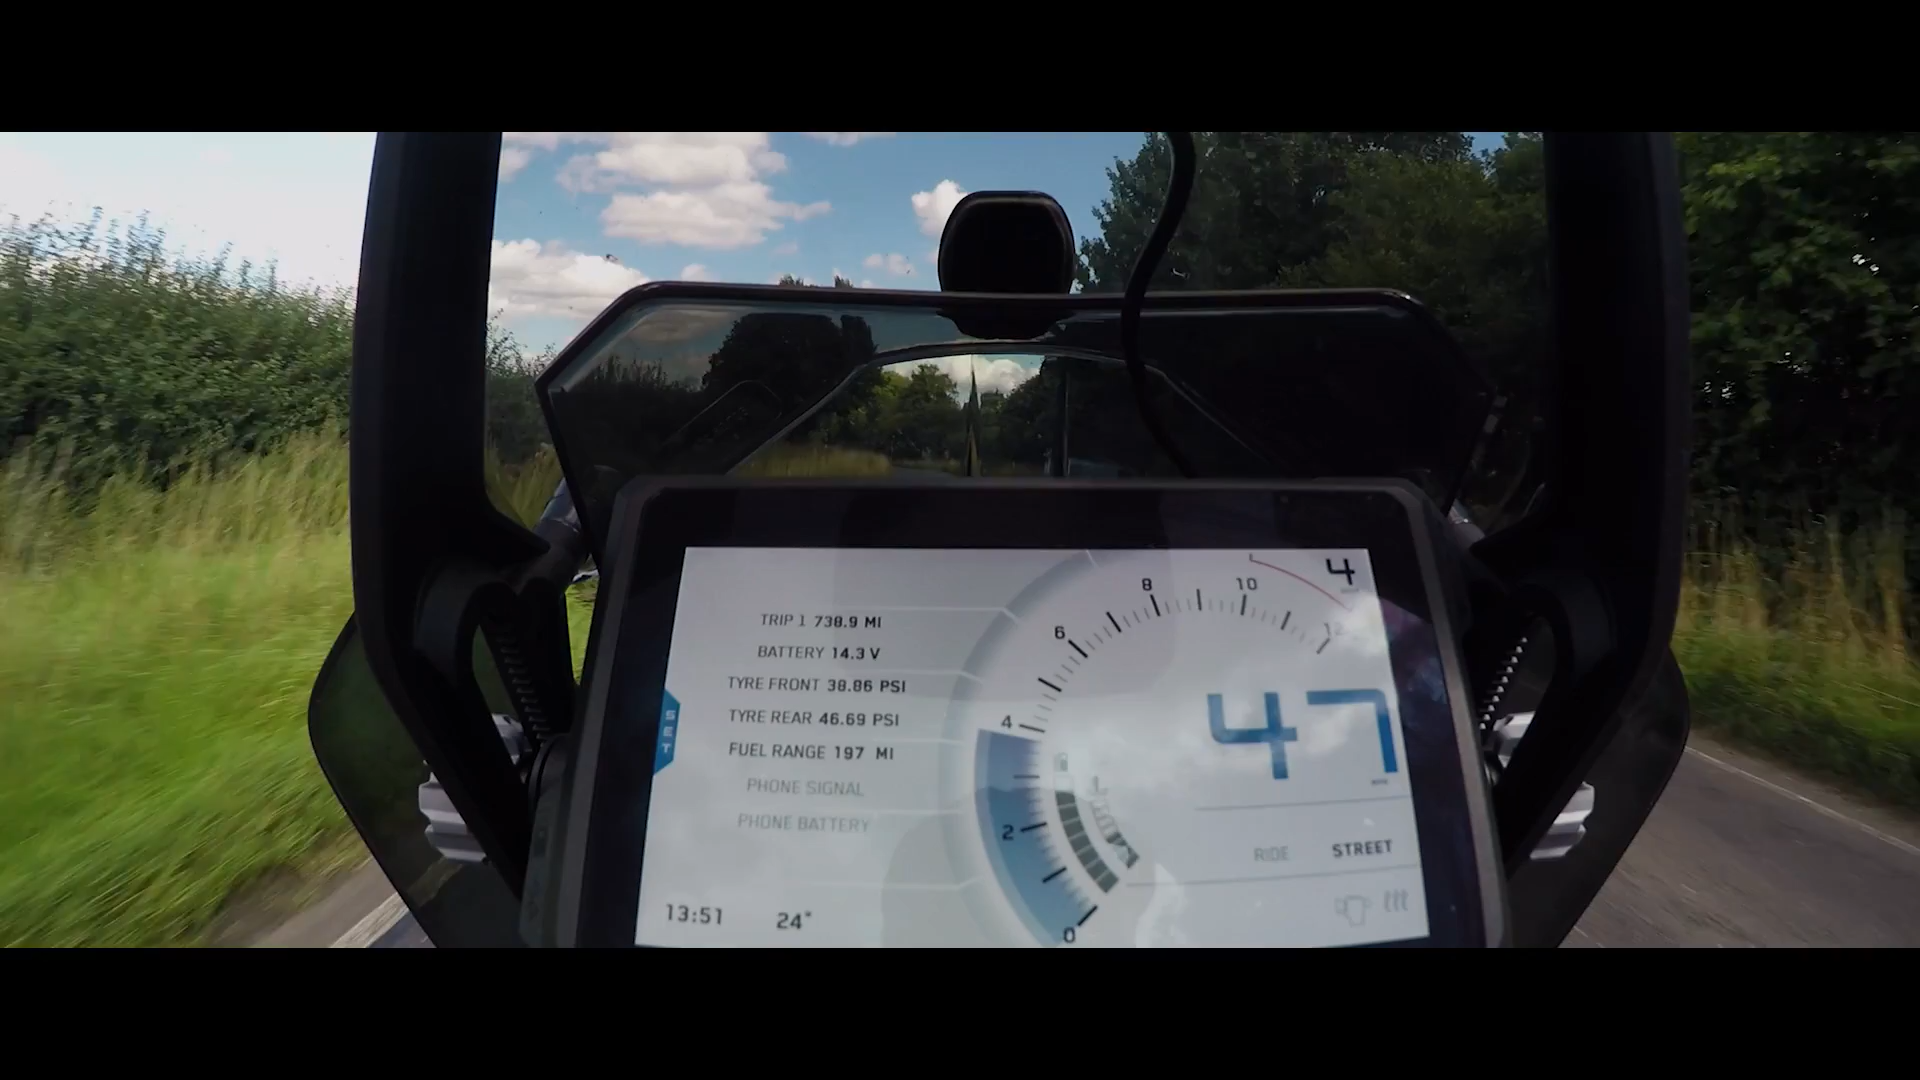 TRIP 1 738.9 MI
BATTERY 14.3 V
TYRE FRONT 38.86 PSI
TYRE REAR 46.69 PSI
FUEL RANGE 197 MI
PHONE SIGNAL
PHONE BATTERY
SET
13:51 24°
0
2
4
6
8
10
12
4
47
RIDE STREET